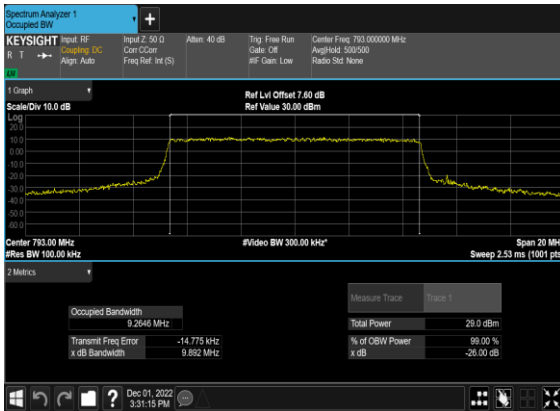 Spectrum Analyzer 1
Occupied BW
KEYSIGHT
R T
LW
Input: RF
Coupling: DC
Align: Auto
Input Z: 50 Ω
Corr CCorr
Freq Ref: Int (S)
Atten: 40 dB
Trig: Free Run
Gate: Off
#IF Gain: Low
Center Freq: 793.000000 MHz
Avg|Hold: 500/500
Radio Std: None
1 Graph
Scale/Div 10.0 dB
Ref Lvl Offset 7.60 dB
Ref Value 30.00 dBm
Log
20.0
10.0
0.00
-10.0
-20.0
-30.0
-40.0
-50.0
-60.0
Center 793.00 MHz
#Video BW 300.00 kHz*
Span 20 MH
#Res BW 100.00 kHz
Sweep 2.53 ms (1001 pts
2 Metrics
Measure Trace
Trace 1
Occupied Bandwidth
9.2646 MHz
Total Power
29.0 dBm
Transmit Freq Error
-14.775 kHz
% of OBW Power
99.00 %
x dB Bandwidth
9.892 MHz
x dB
-26.00 dB
?
Dec 01, 2022
3:31:15 PM